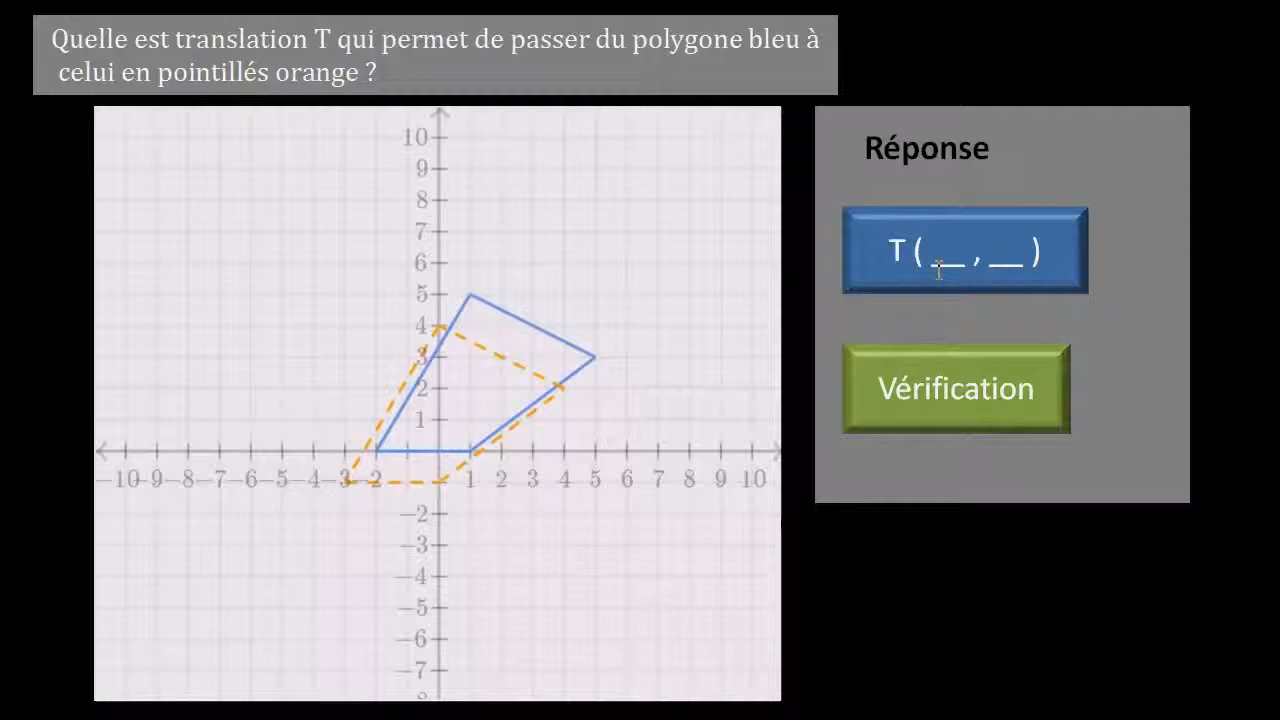 Quelle est translation T qui permet de passer du polygone bleu à
celui en pointillés orange ?
10
9
8
7
6
5
4
3
2
1
−10 −9 −8 −7 −6 −5 −4 −3 −2 1 2 3 4 5 6 7 8 9 10
−2
−3
−4
−5
−6
−7
Réponse
T ( __ , __ )
Vérification